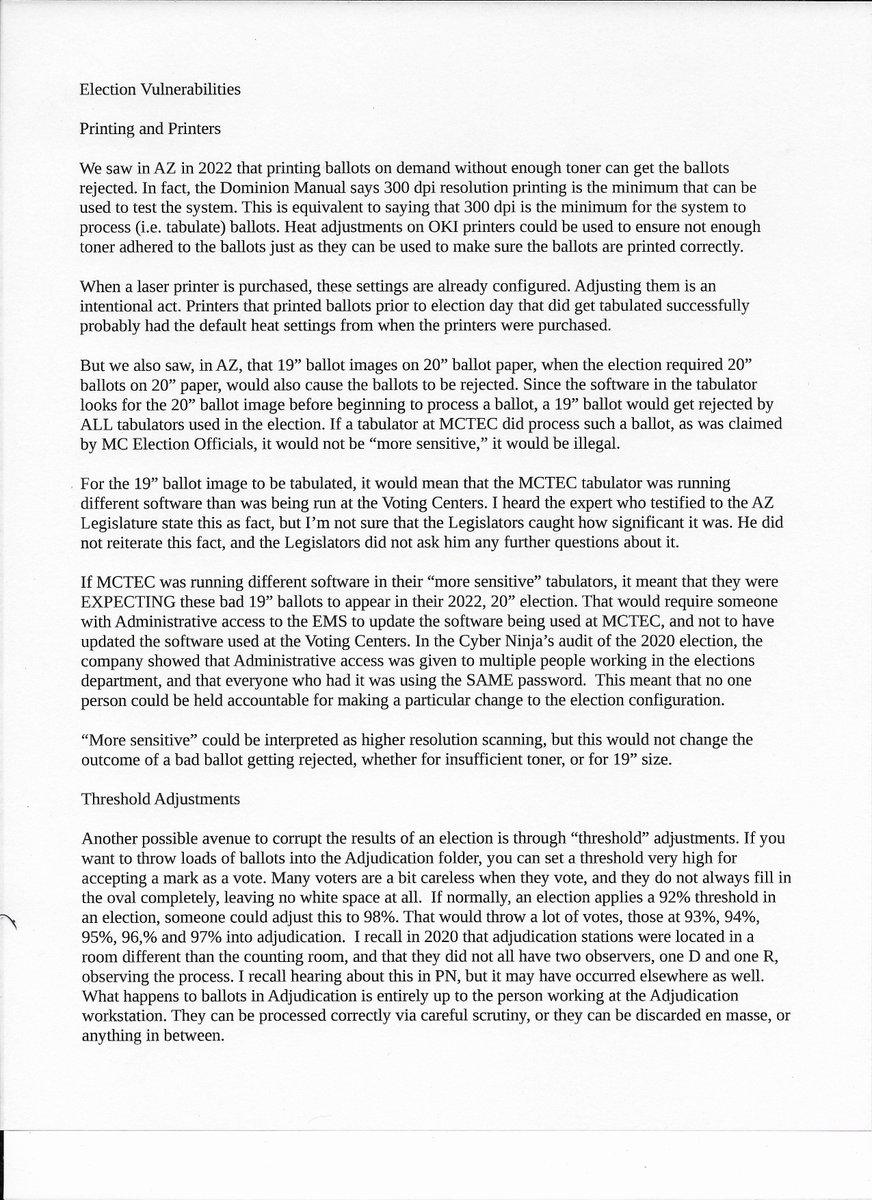 Election Vulnerabilities
Printing and Printers
We saw in AZ in 2022 that printing ballots on demand without enough toner can get the ballots
rejected. In fact, the Dominion Manual says 300 dpi resolution printing is the minimum that can be
used to test the system. This is equivalent to saying that 300 dpi is the minimum for the system to
process (i.e. tabulate) ballots. Heat adjustments on OKI printers could be used to ensure not enough
toner adhered to the ballots just as they can be used to make sure the ballots are printed correctly.
When a laser printer is purchased, these settings are already configured. Adjusting them is an
intentional act. Printers that printed ballots prior to election day that did get tabulated successfully
probably had the default heat settings from when the printers were purchased.
But we also saw, in AZ, that 19” ballot images on 20” ballot paper, when the election required 20”
ballots on 20” paper, would also cause the ballots to be rejected. Since the software in the tabulator
looks for the 20” ballot image before beginning to process a ballot, a 19” ballot would get rejected by
ALL tabulators used in the election. If a tabulator at MCTEC did process such a ballot, as was claimed
by MC Election Officials, it would not be “more sensitive,” it would be illegal.
For the 19” ballot image to be tabulated, it would mean that the MCTEC tabulator was running
different software than was being run at the Voting Centers. I heard the expert who testified to the AZ
Legislature state this as fact, but I’m not sure that the Legislators caught how significant it was. He did
not reiterate this fact, and the Legislators did not ask him any further questions about it.
If MCTEC was running different software in their “more sensitive” tabulators, it meant that they were
EXPECTING these bad 19” ballots to appear in their 2022, 20” election. That would require someone
with Administrative access to the EMS to update the software being used at MCTEC, and not to have
updated the software used at the Voting Centers. In the Cyber Ninja’s audit of the 2020 election, the
company showed that Administrative access was given to multiple people working in the elections
department, and that everyone who had it was using the SAME password.  This meant that no one
person could be held accountable for making a particular change to the election configuration.
“More sensitive” could be interpreted as higher resolution scanning, but this would not change the
outcome of a bad ballot getting rejected, whether for insufficient toner, or for 19” size.
Threshold Adjustments
Another possible avenue to corrupt the results of an election is through “threshold” adjustments. If you
want to throw loads of ballots into the Adjudication folder, you can set a threshold very high for
accepting a mark as a vote. Many voters are a bit careless when they vote, and they do not always fill in
the oval completely, leaving no white space at all.  If normally, an election applies a 92% threshold in
an election, someone could adjust this to 98%. That would throw a lot of votes, those at 93%, 94%,
95%, 96,% and 97% into adjudication.  I recall in 2020 that adjudication stations were located in a
room different than the counting room, and that they did not all have two observers, one D and one R,
observing the process. I recall hearing about this in PN, but it may have occurred elsewhere as well.
What happens to ballots in Adjudication is entirely up to the person working at the Adjudication
workstation. They can be processed correctly via careful scrutiny, or they can be discarded en masse, or
anything in between.